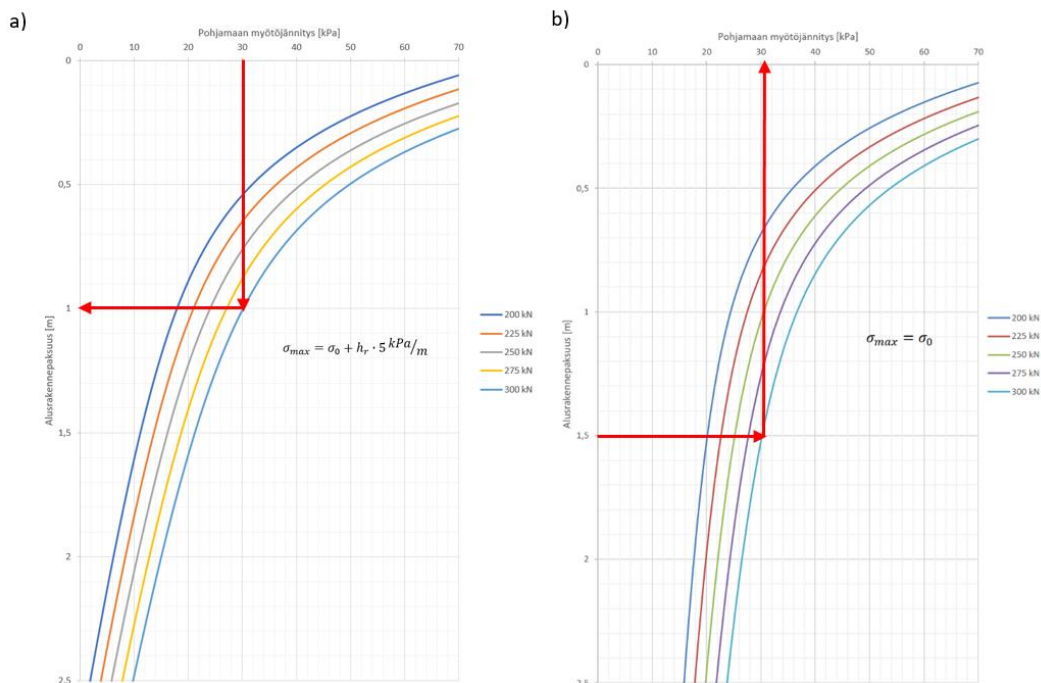 a)
Pohjamaan myötöjännitys [kPa]
0 10 20 30 40 50 60 70
0
0,5
1
1,5
2
2,5
Alusrakennepaksuus [m]
σmax = σ0 + hr · 5 kPa/m
200 kN
225 kN
250 kN
275 kN
300 kN
b)
Pohjamaan myötöjännitys [kPa]
0 10 20 30 40 50 60 70
0
0,5
1
1,5
2
2,5
Alusrakennepaksuus [m]
σmax = σ0
200 kN
225 kN
250 kN
275 kN
300 kN